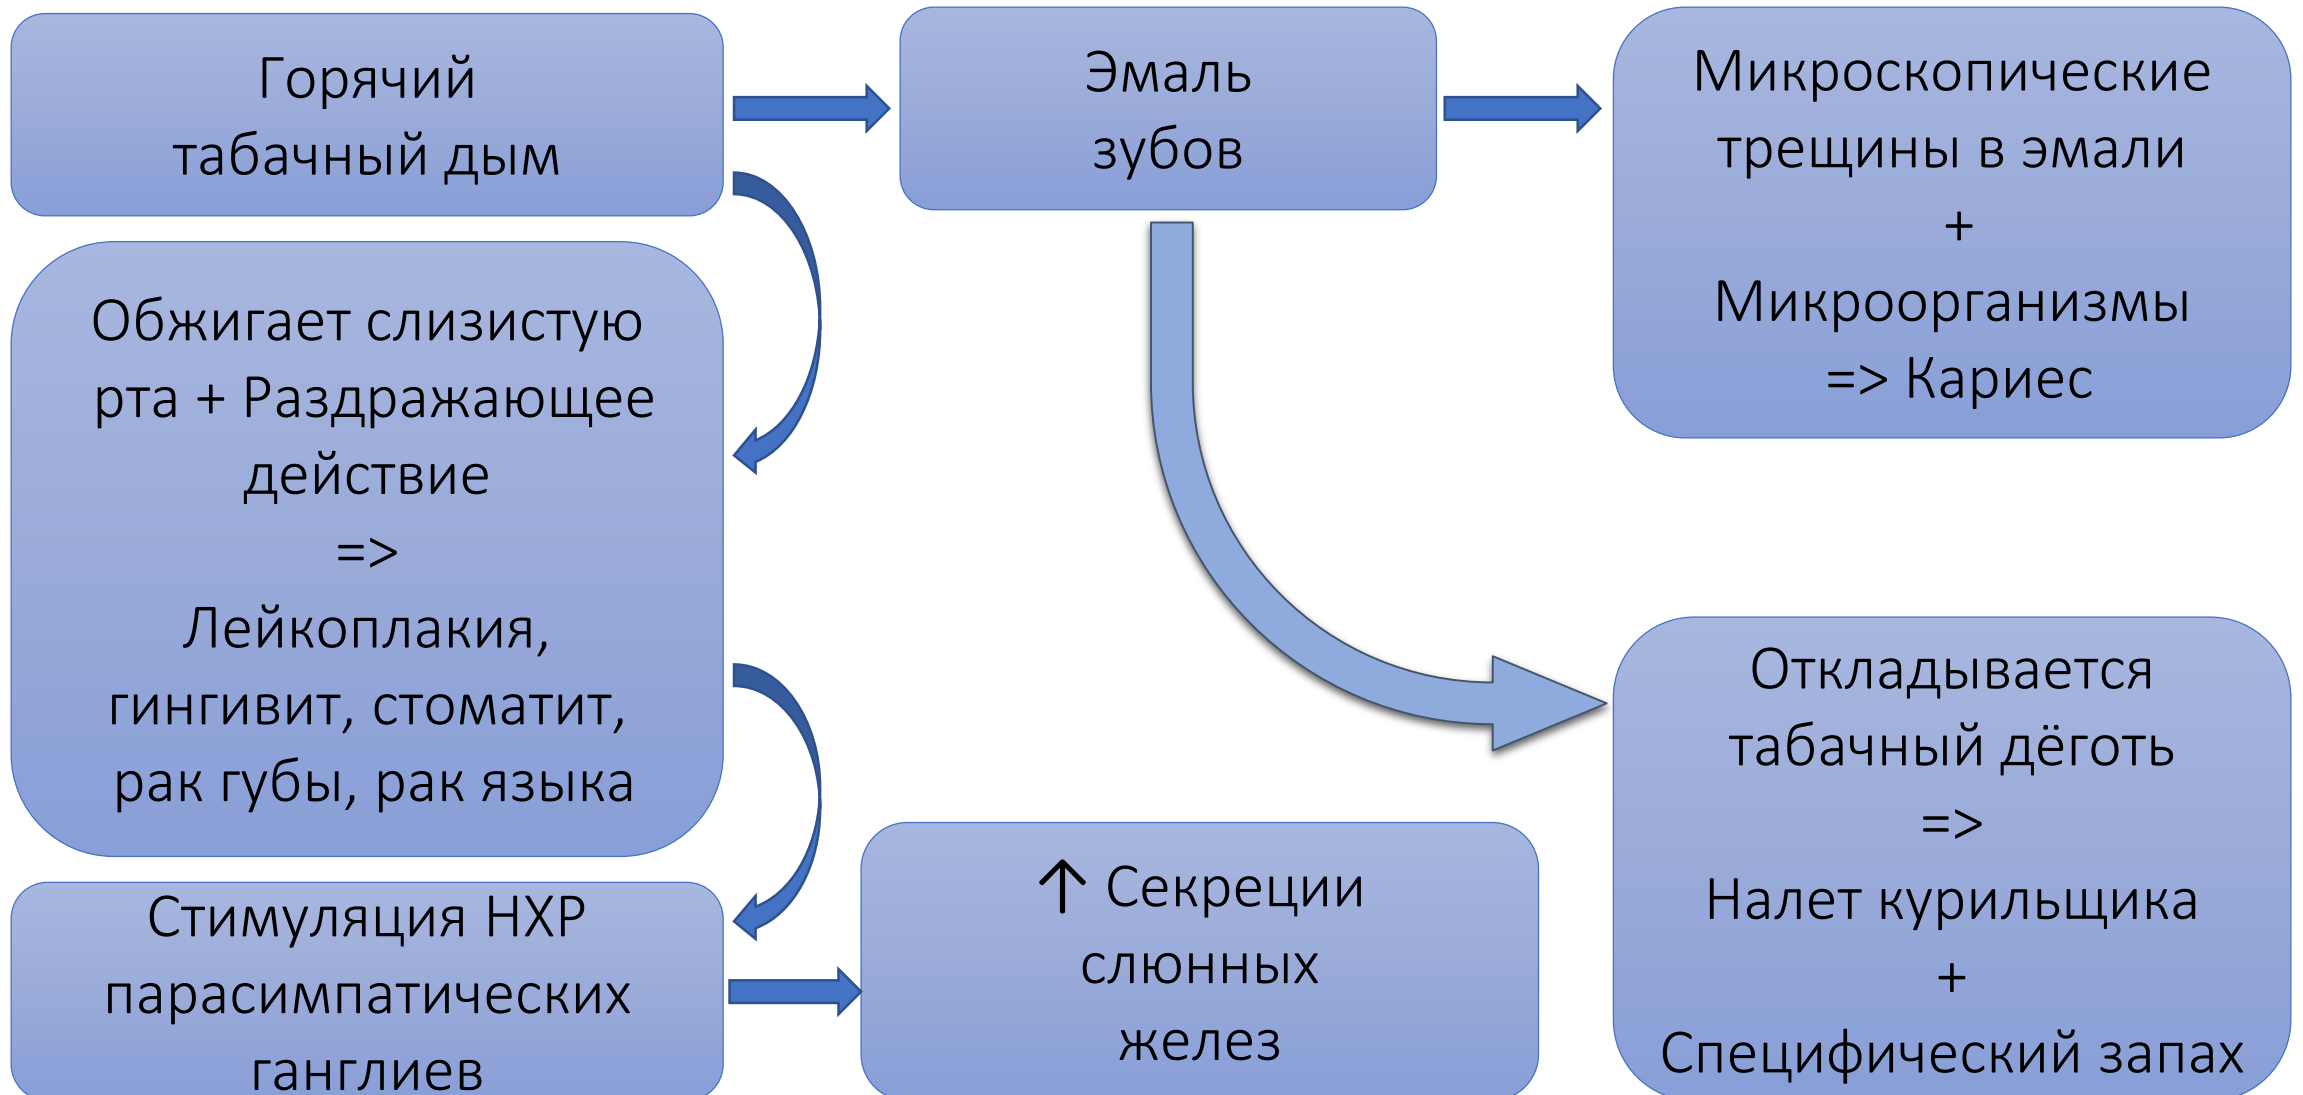 Горячий
табачный дым
Эмаль
зубов
Микроскопические
трещины в эмали
+
Микроорганизмы
=> Кариес
Обжигает слизистую
рта + Раздражающее
действие
=>
Лейкоплакия,
гингивит, стоматит,
рак губы, рак языка
Откладывается
табачный дёготь
=>
Налет курильщика
+
Специфический запах
Стимуляция НХР
парасимпатических
ганглиев
↑ Секреции
слюнных
желез